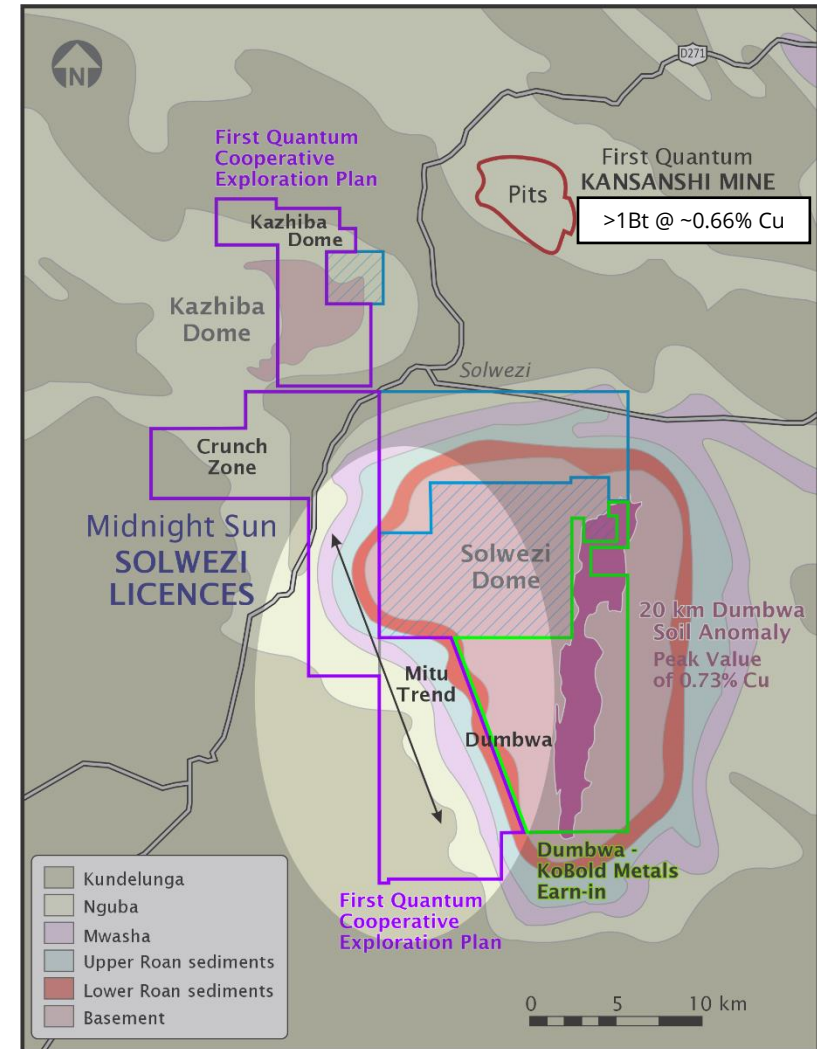 N
D271
First Quantum
Cooperative
Exploration Plan
First Quantum
KANSANSHI MINE
Pits
>1Bt @ ~0.66% Cu
Kazhiba
Dome
Kazhiba
Dome
Solwezi
Crunch
Zone
Midnight Sun
SOLWEZI
LICENCES
Solwezi
Dome
20 km Dumbwa
Soil Anomaly
Peak Value
of 0.73% Cu
Mitu
Trend
Dumbwa
Dumbwa -
KoBold Metals
Earn-in
First Quantum
Cooperative
Exploration Plan
Kundelunga
Nguba
Mwasha
Upper Roan sediments
Lower Roan sediments
Basement
0 5 10 km